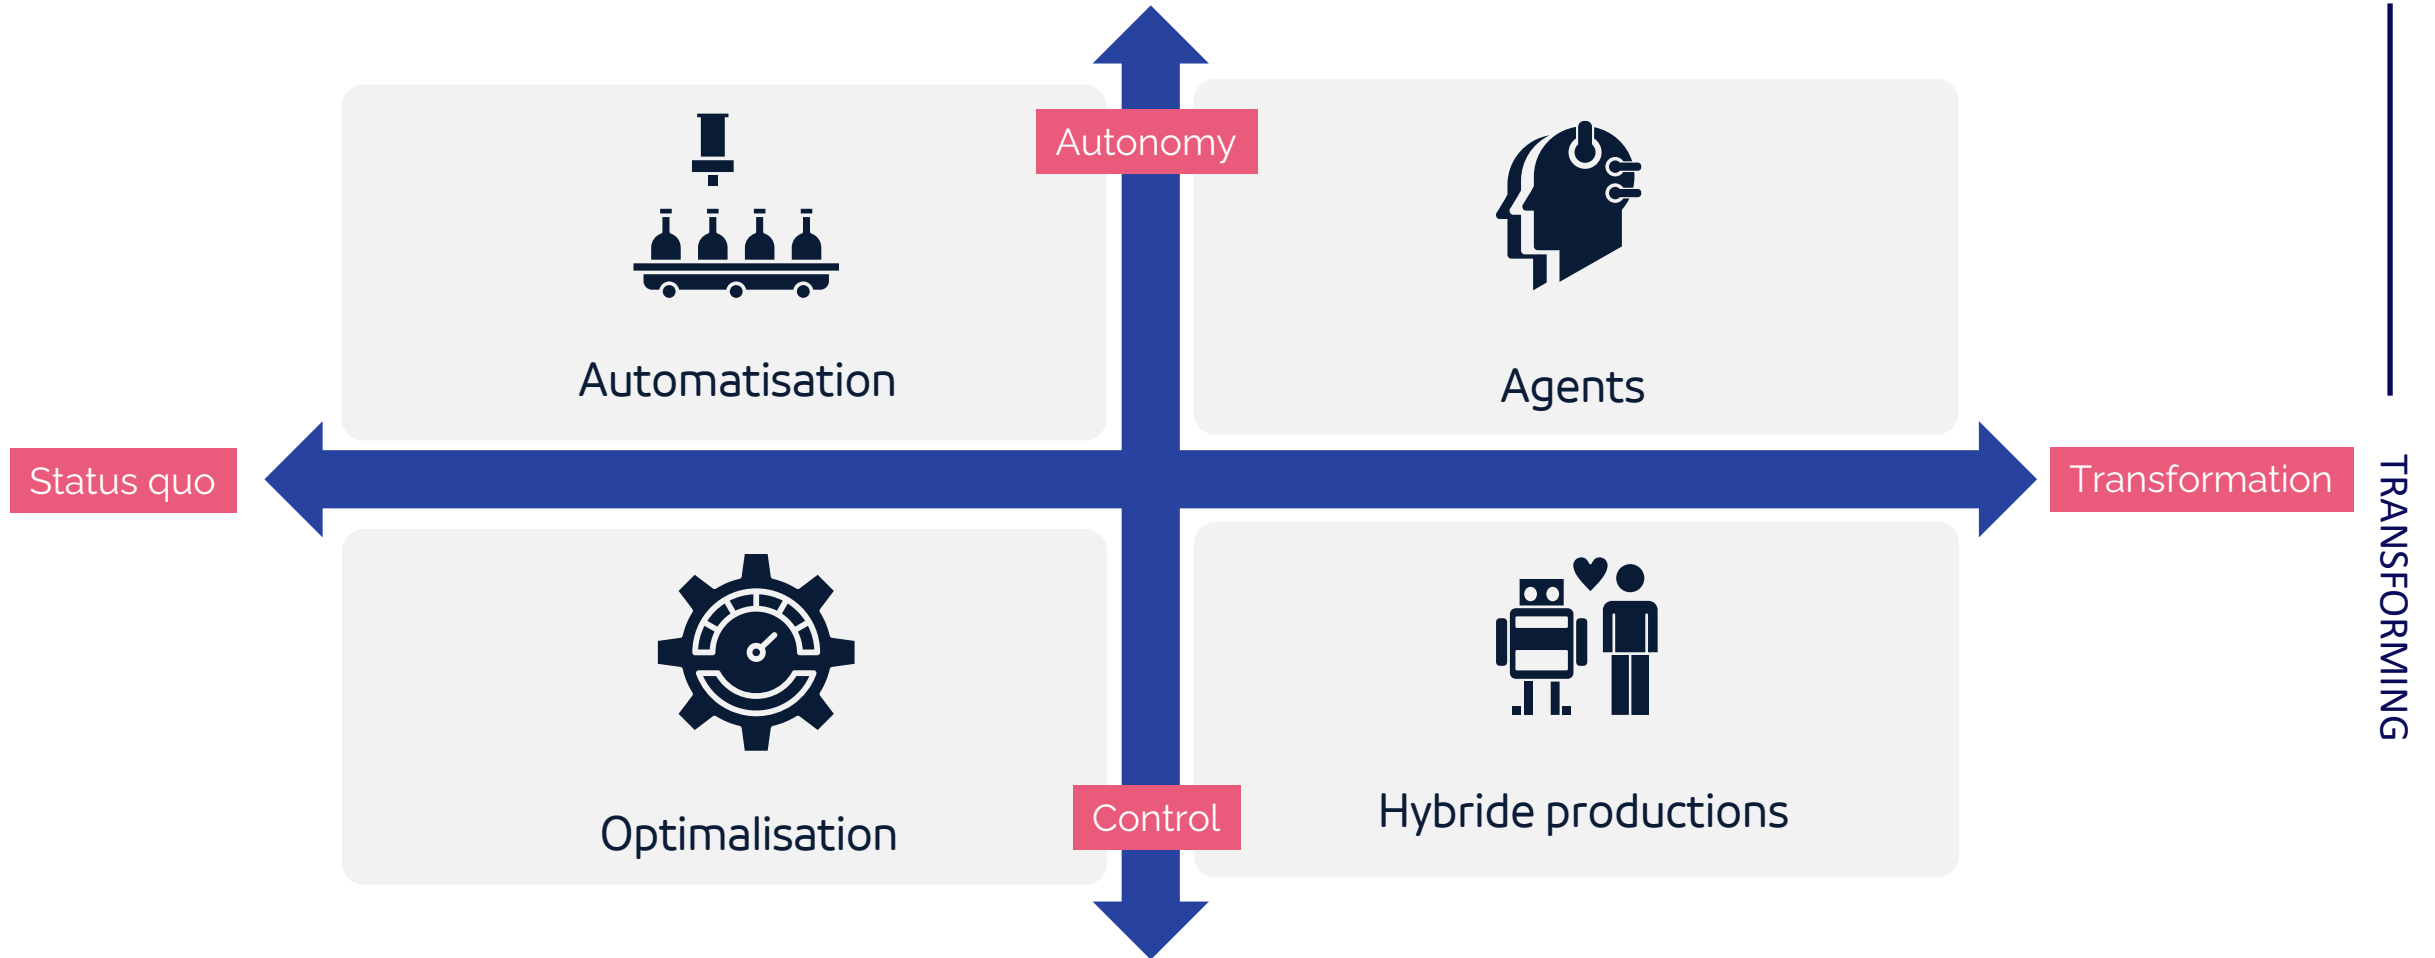 Autonomy
Automatisation
Agents
Status quo
Transformation
TRANSFORMING
Optimalisation
Control
Hybride productions